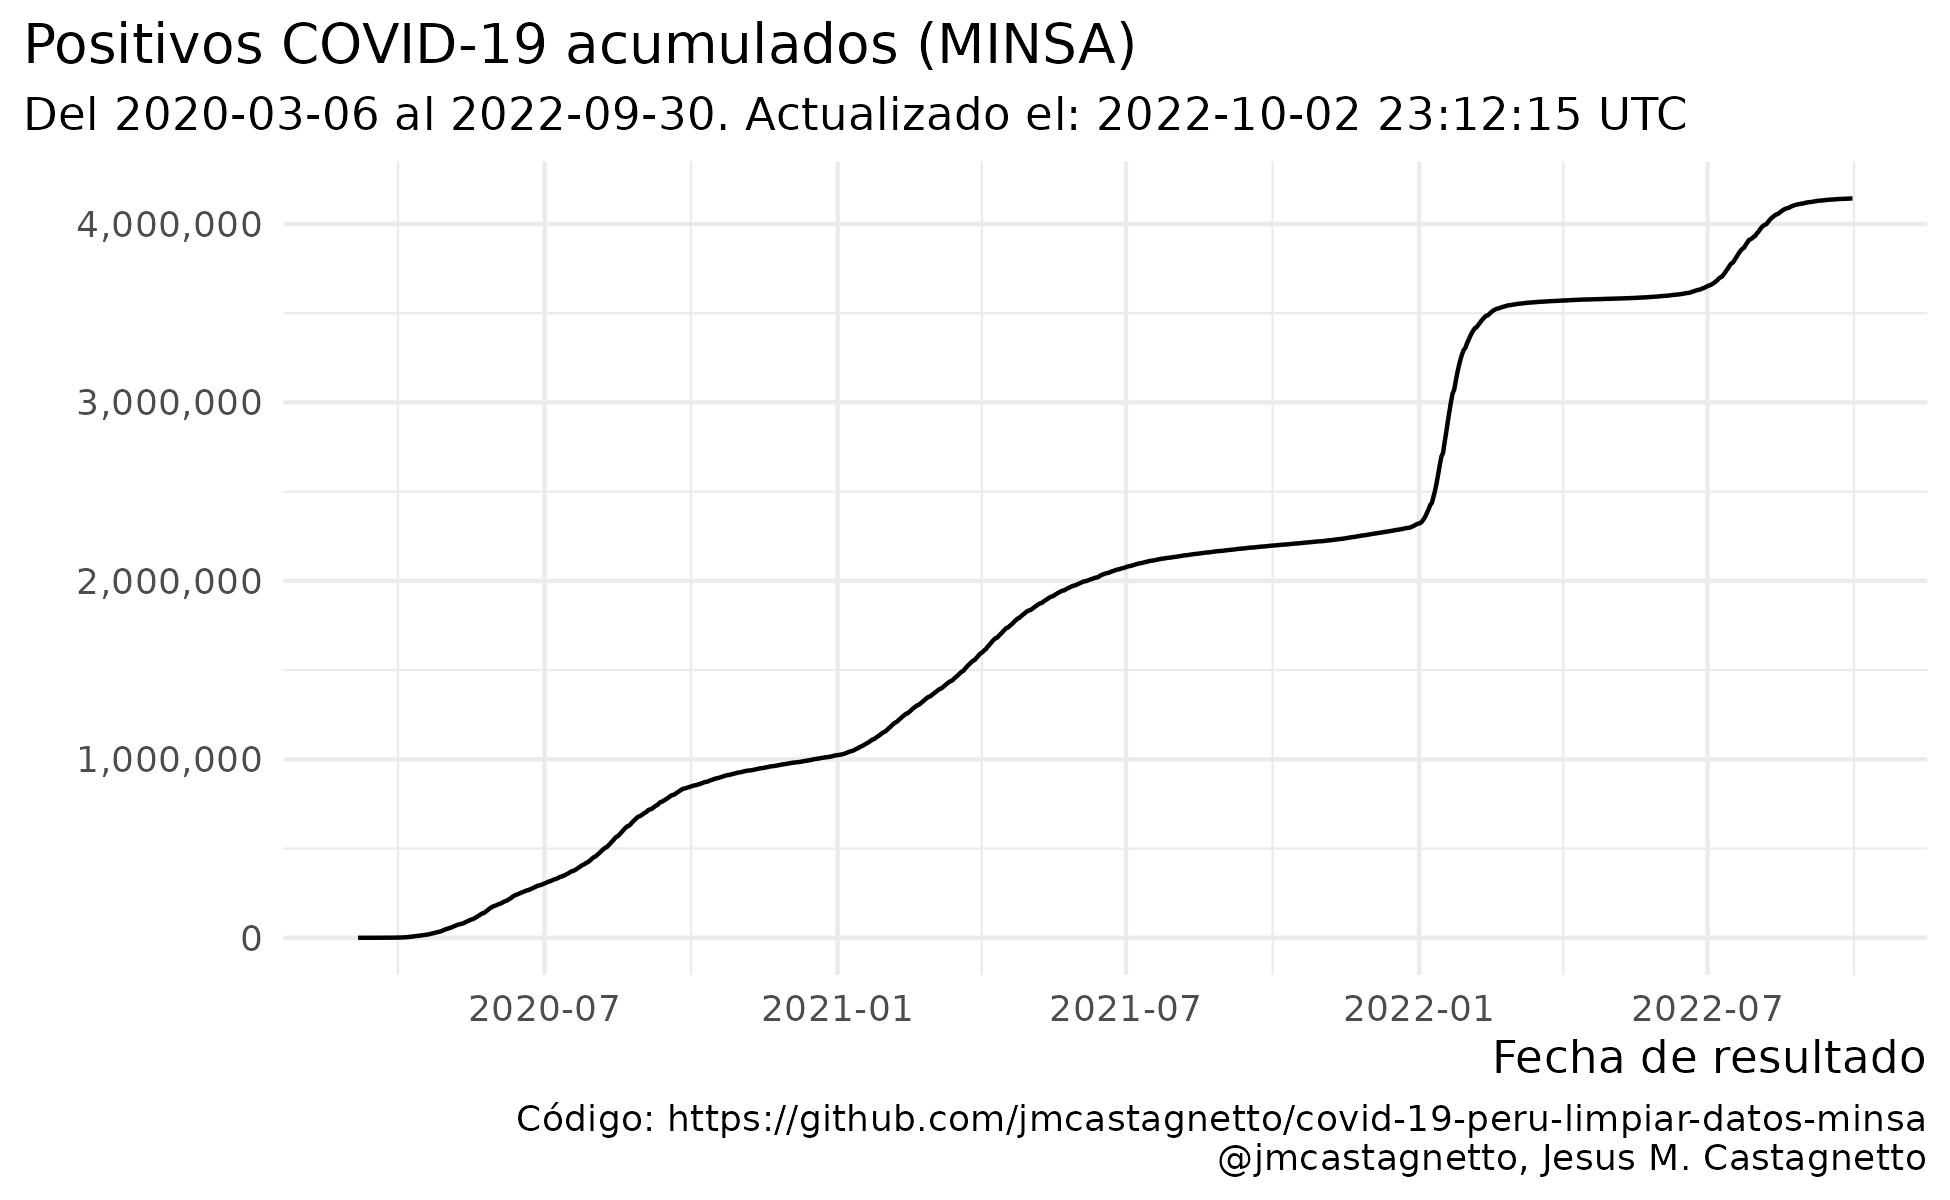 Positivos COVID-19 acumulados (MINSA)
Del 2020-03-06 al 2022-09-30. Actualizado el: 2022-10-02 23:12:15 UTC
4,000,000
3,000,000
2,000,000
1,000,000
0
2020-07 2021-01 2021-07 2022-01 2022-07
Fecha de resultado
Código: https://github.com/jmcastagnetto/covid-19-peru-limpiar-datos-minsa
@jmcastagnetto, Jesus M. Castagnetto